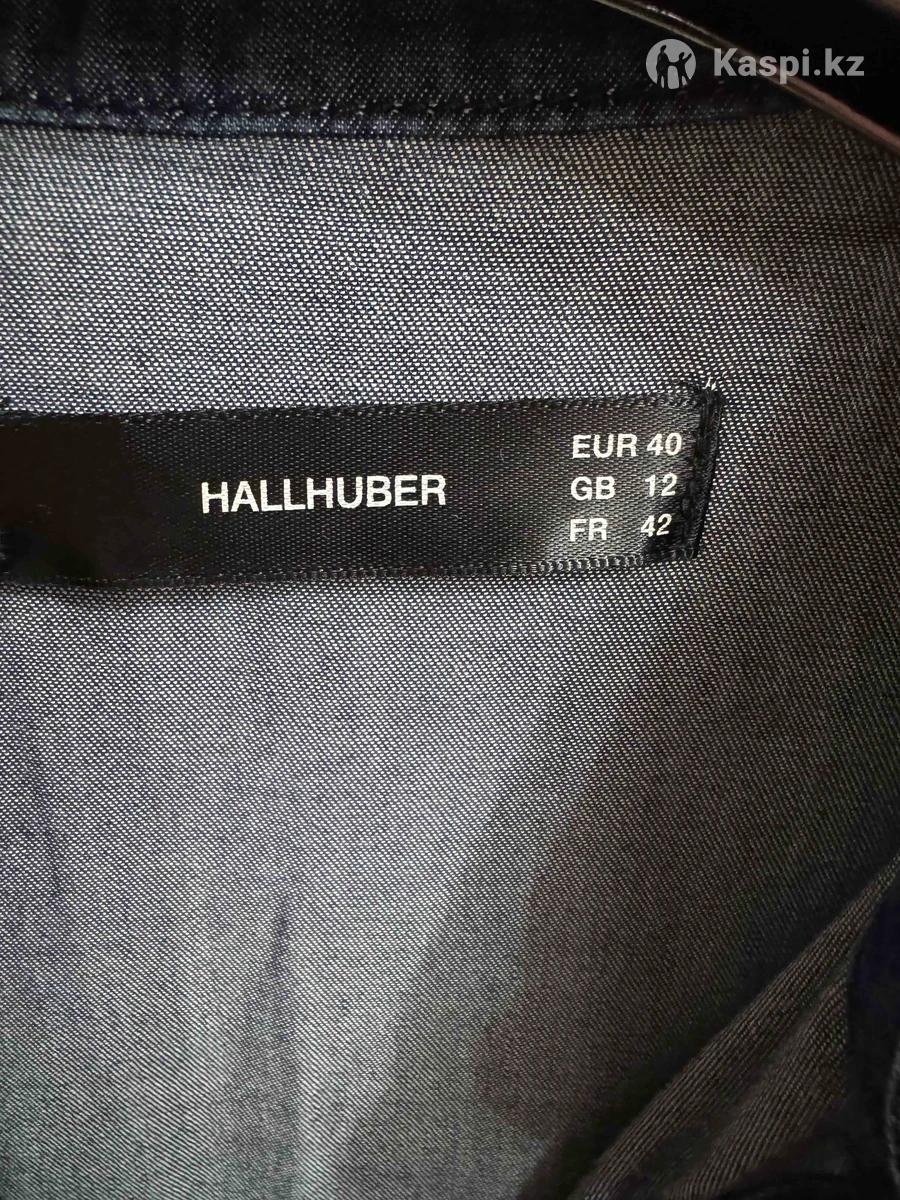 Kaspi.kz
HALLHUBER
EUR 40
GB 12
FR 42